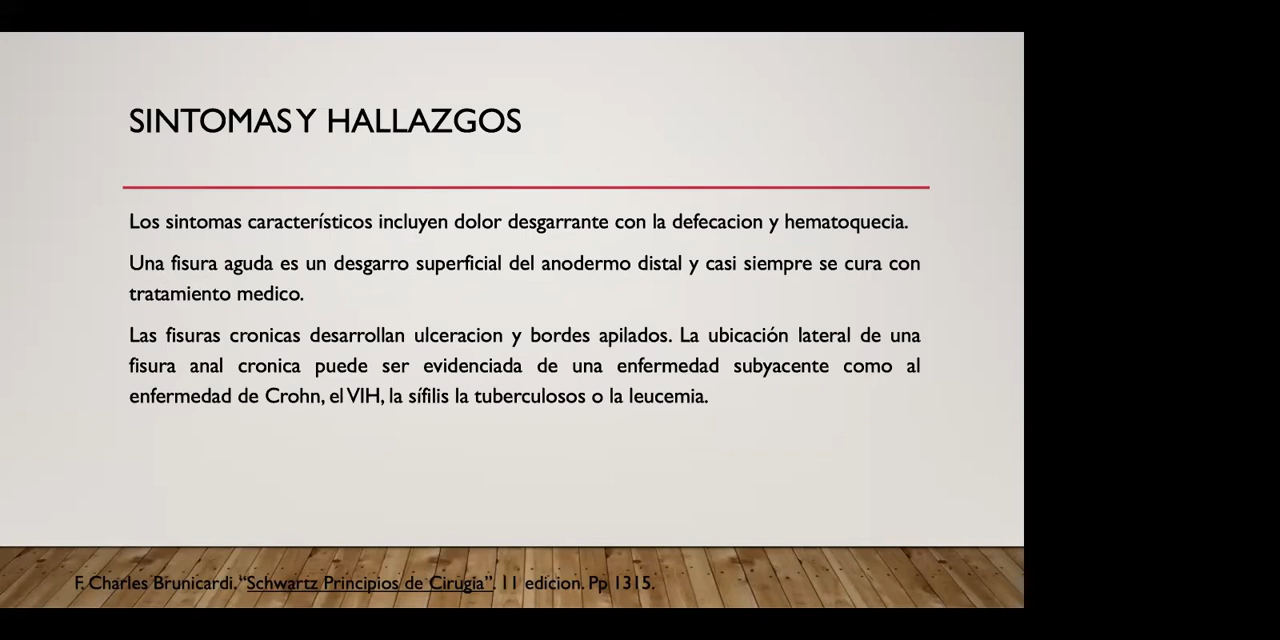 SINTOMAS Y HALLAZGOS
Los sintomas característicos incluyen dolor desgarrante con la defecacion y hematoquecia.
Una fisura aguda es un desgarro superficial del anodermo distal y casi siempre se cura con
tratamiento medico.
Las fisuras cronicas desarrollan ulceracion y bordes apilados. La ubicación lateral de una
fisura anal cronica puede ser evidenciada de una enfermedad subyacente como al
enfermedad de Crohn, el VIH, la sífilis la tuberculosos o la leucemia.
F. Charles Brunicardi, “Schwartz Principios de Cirugía”. 11 edicion. Pp 1315.